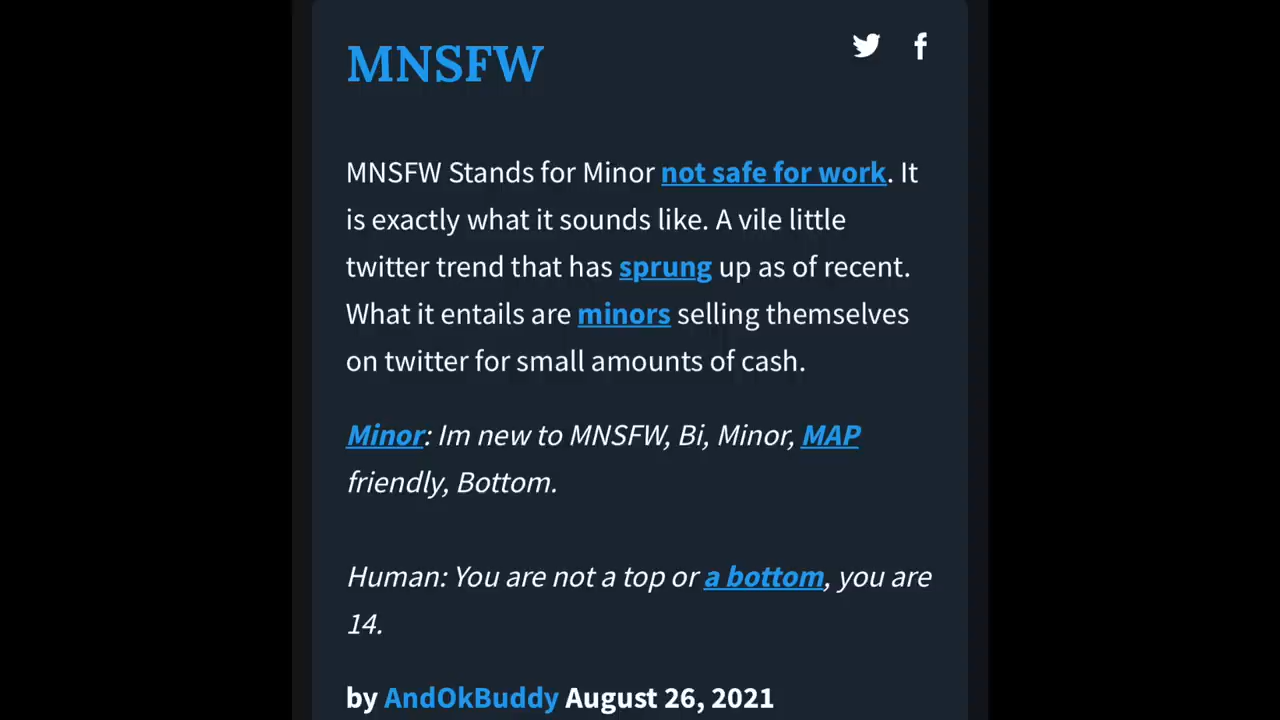 MNSFW
MNSFW Stands for Minor not safe for work. It
is exactly what it sounds like. A vile little
twitter trend that has sprung up as of recent.
What it entails are minors selling themselves
on twitter for small amounts of cash.
Minor: Im new to MNSFW, Bi, Minor, MAP
friendly, Bottom.
Human: You are not a top or a bottom, you are
14.
by AndOkBuddy August 26, 2021